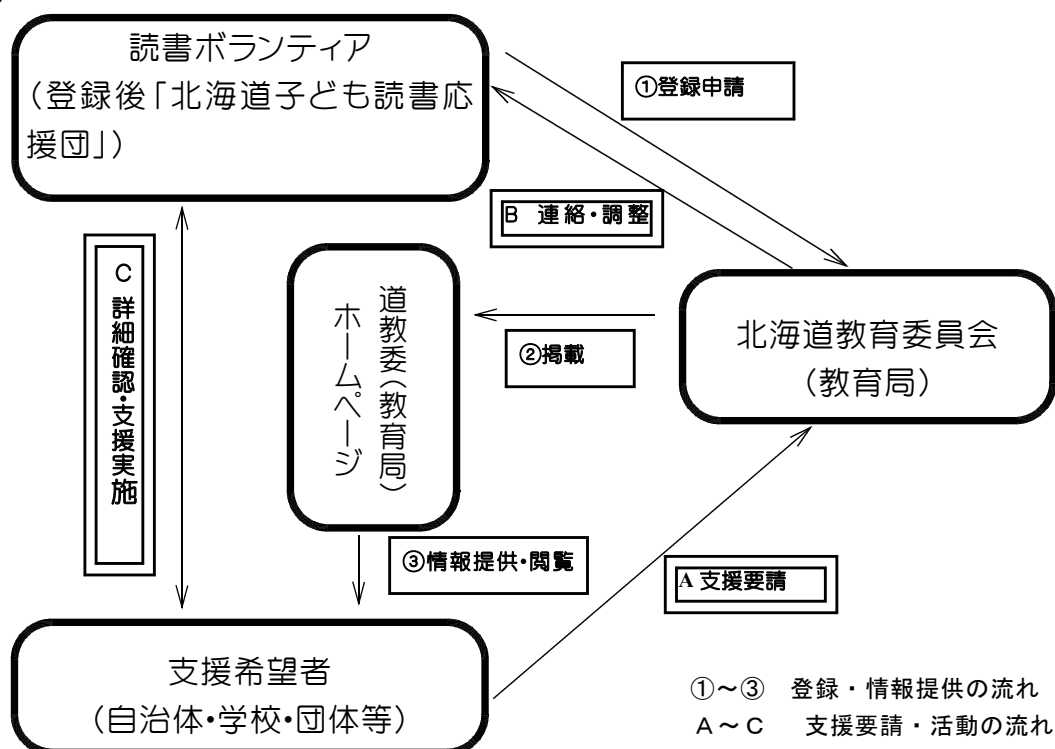 読書ボランティア
（登録後「北海道子ども読書応
援団」）
①登録申請
B 連絡・調整
C 詳細確認・支援実施
道教委（教育局）
ホームページ
②掲載
北海道教育委員会
（教育局）
③情報提供・閲覧
A 支援要請
支援希望者
（自治体・学校・団体等）
①～③ 登録・情報提供の流れ
A～C 支援要請・活動の流れ